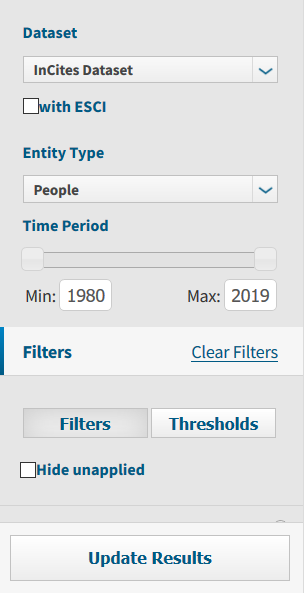 Dataset
InCites Dataset
with ESCI
Entity Type
People
Time Period
Min: 1980 Max: 2019
Filters Clear Filters
Filters Thresholds
Hide unapplied
Update Results